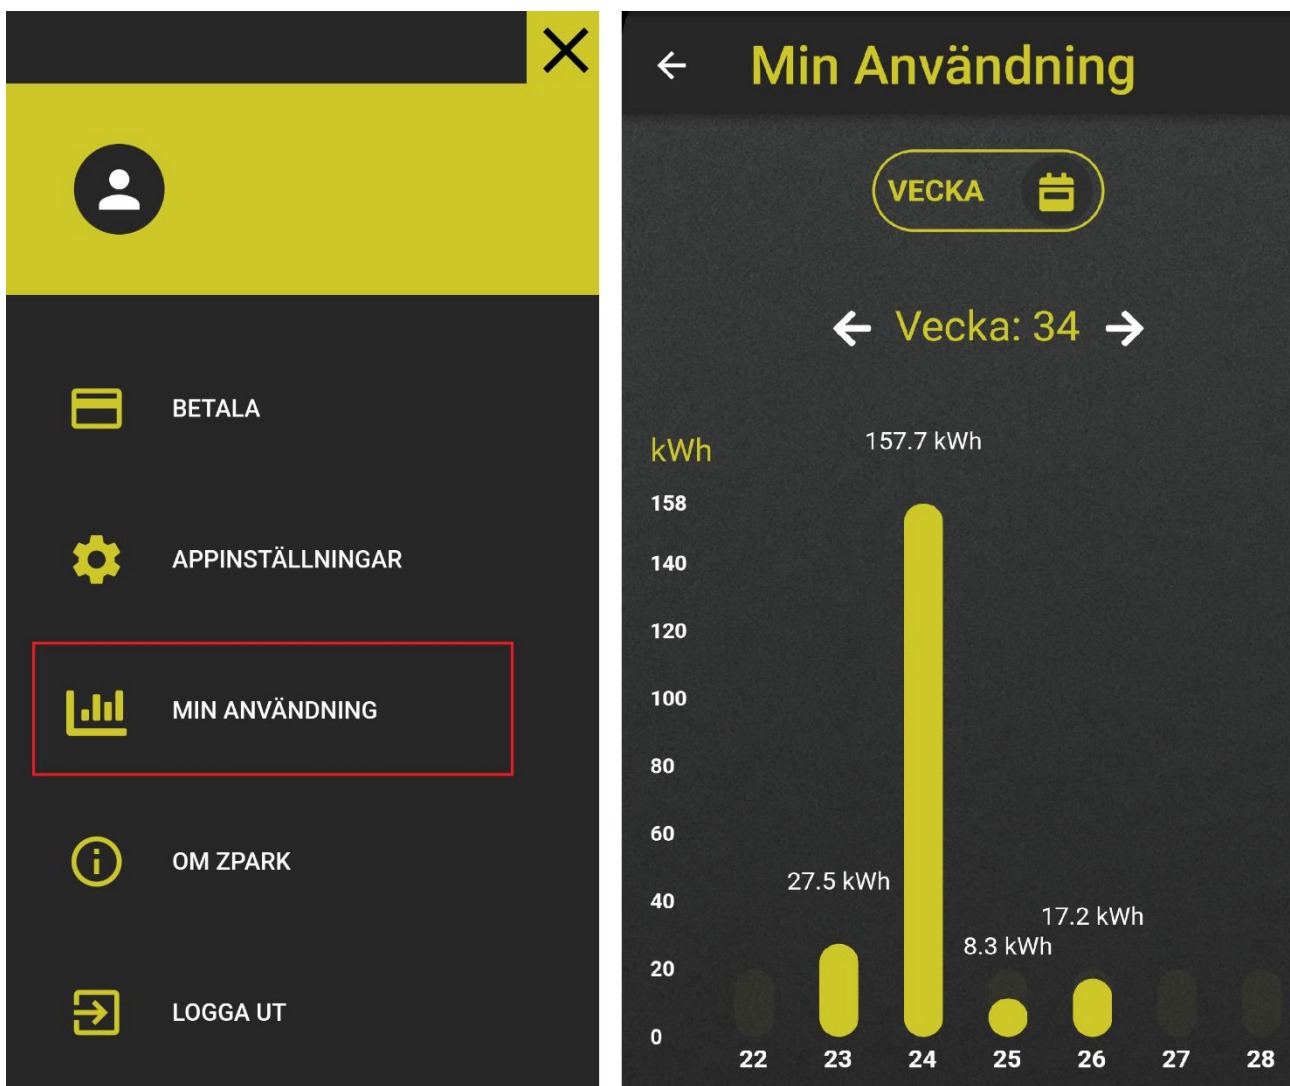 BETALA
APPINSTÄLLNINGAR
MIN ANVÄNDNING
OM ZPARK
LOGGA UT
Min Användning
VECKA
Vecka: 34
kWh
157.7 kWh
158
140
120
100
80
60
27.5 kWh
40
17.2 kWh
8.3 kWh
20
0
22 23 24 25 26 27 28